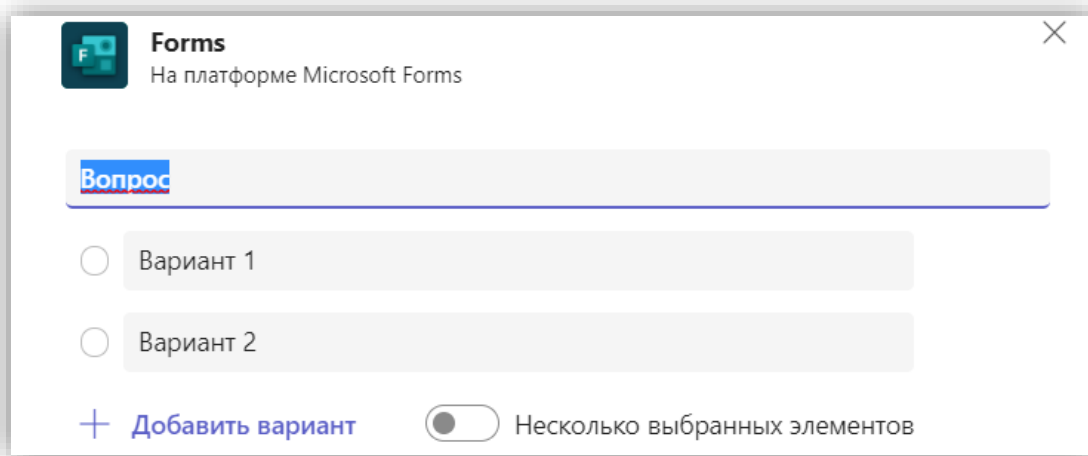 Forms
На платформе Microsoft Forms
Вопрос
Вариант 1
Вариант 2
Добавить вариант Несколько выбранных элементов